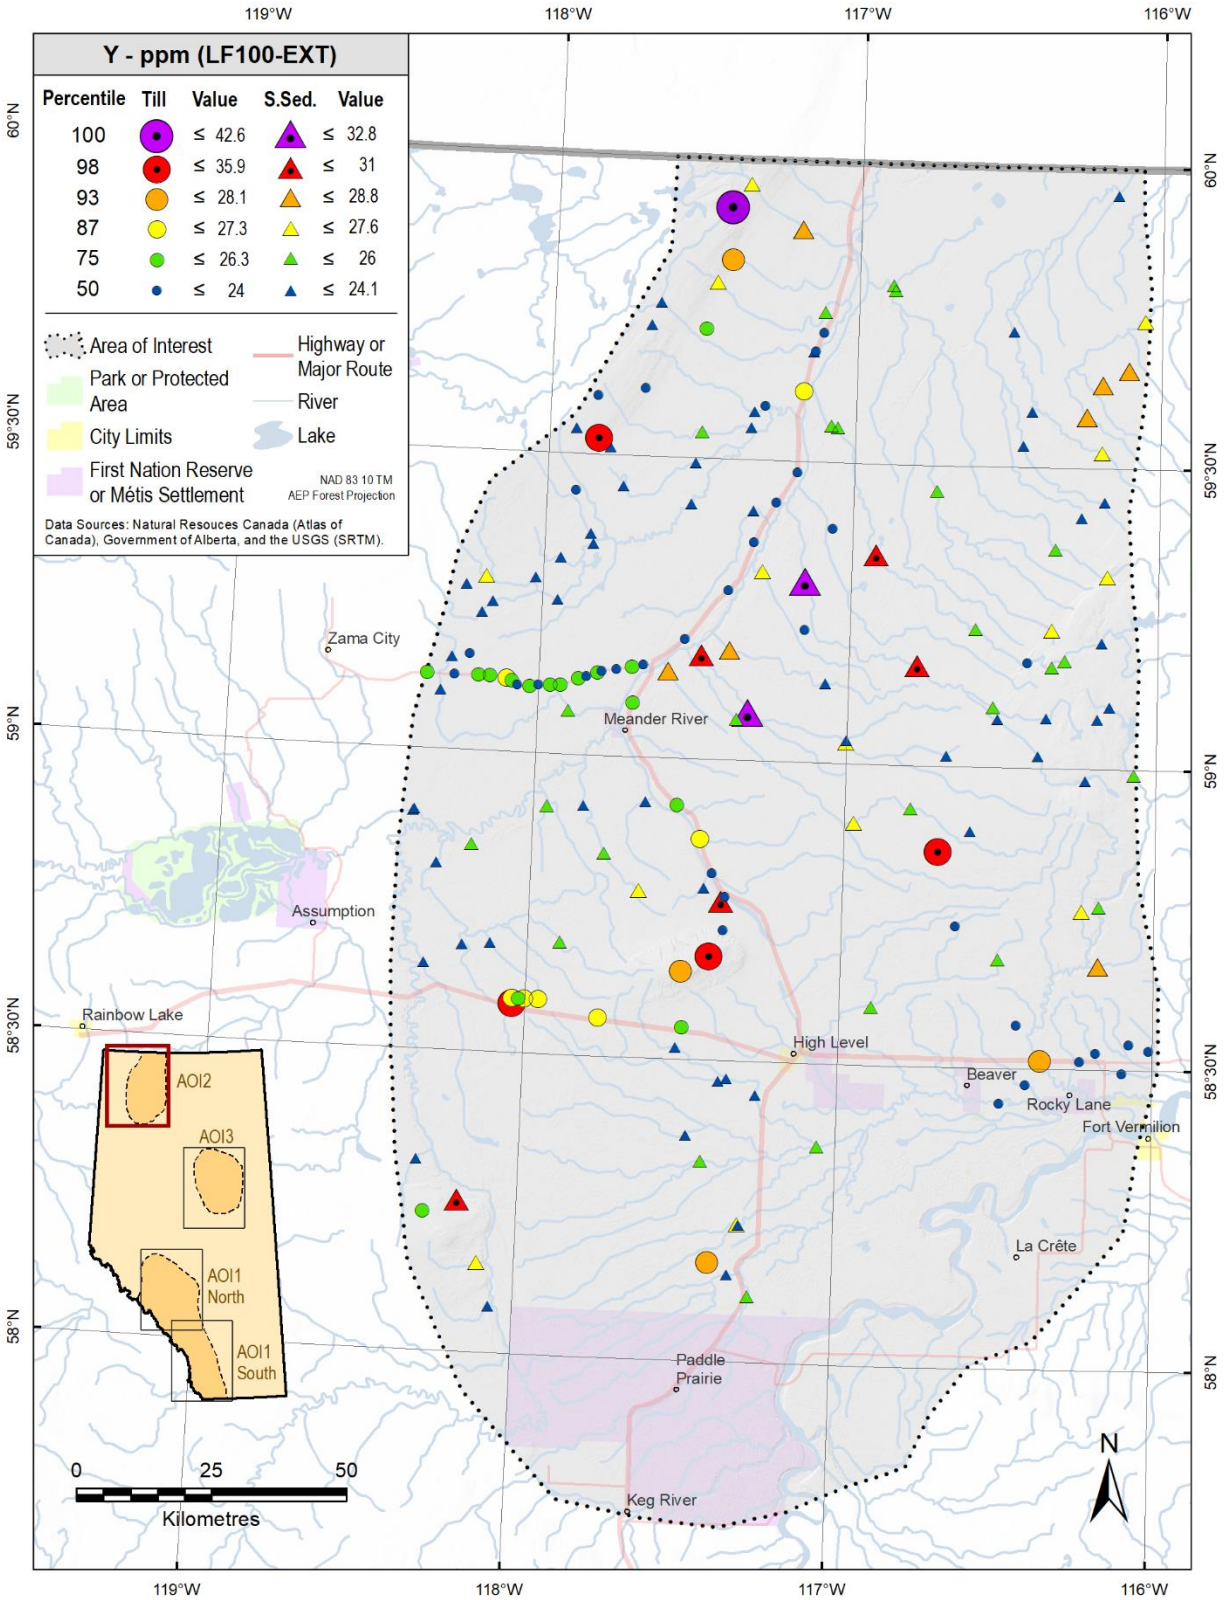 119°W 118°W 117°W 116°W
Y - ppm (LF100-EXT)
Percentile Till Value S.Sed. Value
100 ≤ 42.6 ≤ 32.8
98 ≤ 35.9 ≤ 31
93 ≤ 28.1 ≤ 28.8
87 ≤ 27.3 ≤ 27.6
75 ≤ 26.3 ≤ 26
50 ≤ 24 ≤ 24.1
Area of Interest
Park or Protected
Area
City Limits
First Nation Reserve
or Métis Settlement
Highway or
Major Route
River
Lake
NAD 83 10 TM
AEP Forest Projection
Data Sources: Natural Resouces Canada (Atlas of
Canada), Government of Alberta, and the USGS (SRTM).
60°N
60°N
59°30'N
59°30'N
Zama City
Meander River
59°N
59°N
Assumption
Rainbow Lake
58°30'N
High Level
58°30'N
Beaver
Rocky Lane
Fort Vermilion
La Crête
AOI2
AOI3
AOI1
North
AOI1
South
58°N
58°N
Paddle
Prairie
Keg River
0 25 50
Kilometres
N
119°W 118°W 117°W 116°W